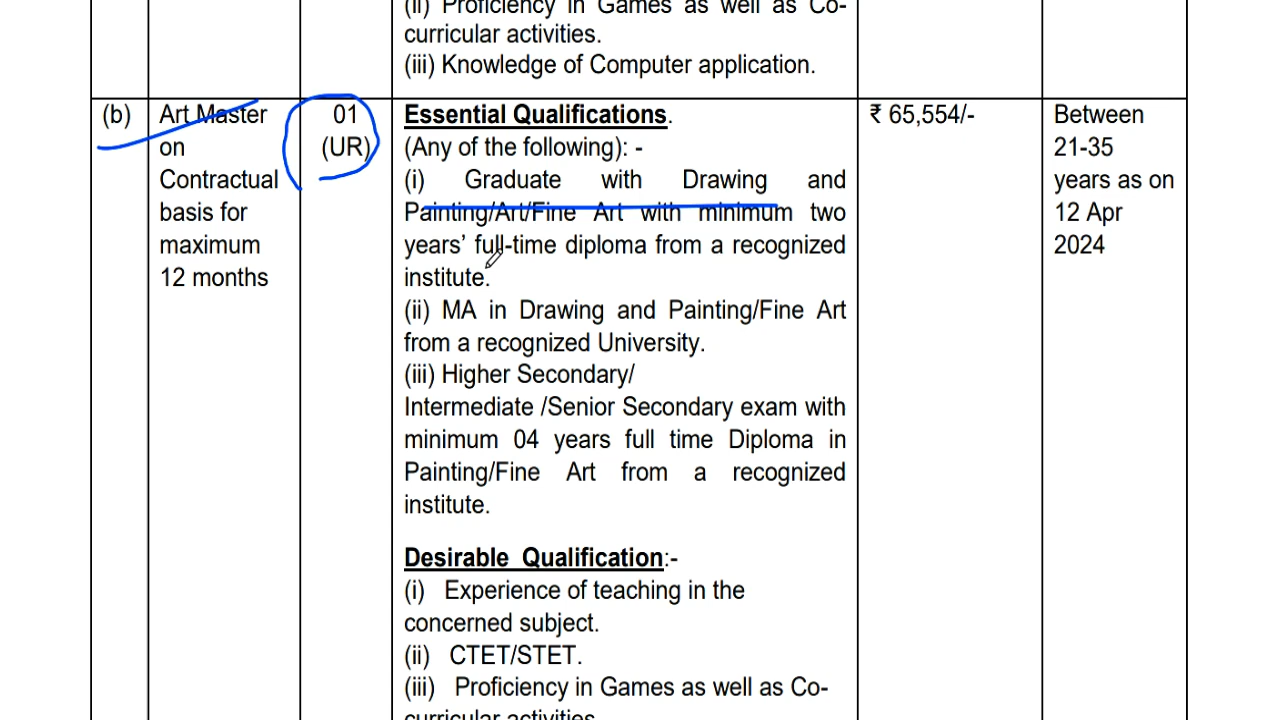 (ii) Proficiency in Games as well as Co-
curricular activities.
(iii) Knowledge of Computer application.
(b)
Art Master
on
Contractual
basis for
maximum
12 months
01
(UR)
Essential Qualifications.
(Any of the following): -
(i) Graduate with Drawing and
Painting/Art/Fine Art with minimum two
years’ full-time diploma from a recognized
institute.
(ii) MA in Drawing and Painting/Fine Art
from a recognized University.
(iii) Higher Secondary/
Intermediate /Senior Secondary exam with
minimum 04 years full time Diploma in
Painting/Fine Art from a recognized
institute.
Desirable Qualification:-
(i) Experience of teaching in the
concerned subject.
(ii) CTET/STET.
(iii) Proficiency in Games as well as Co-
curricular activities.
₹ 65,554/-
Between
21-35
years as on
12 Apr
2024